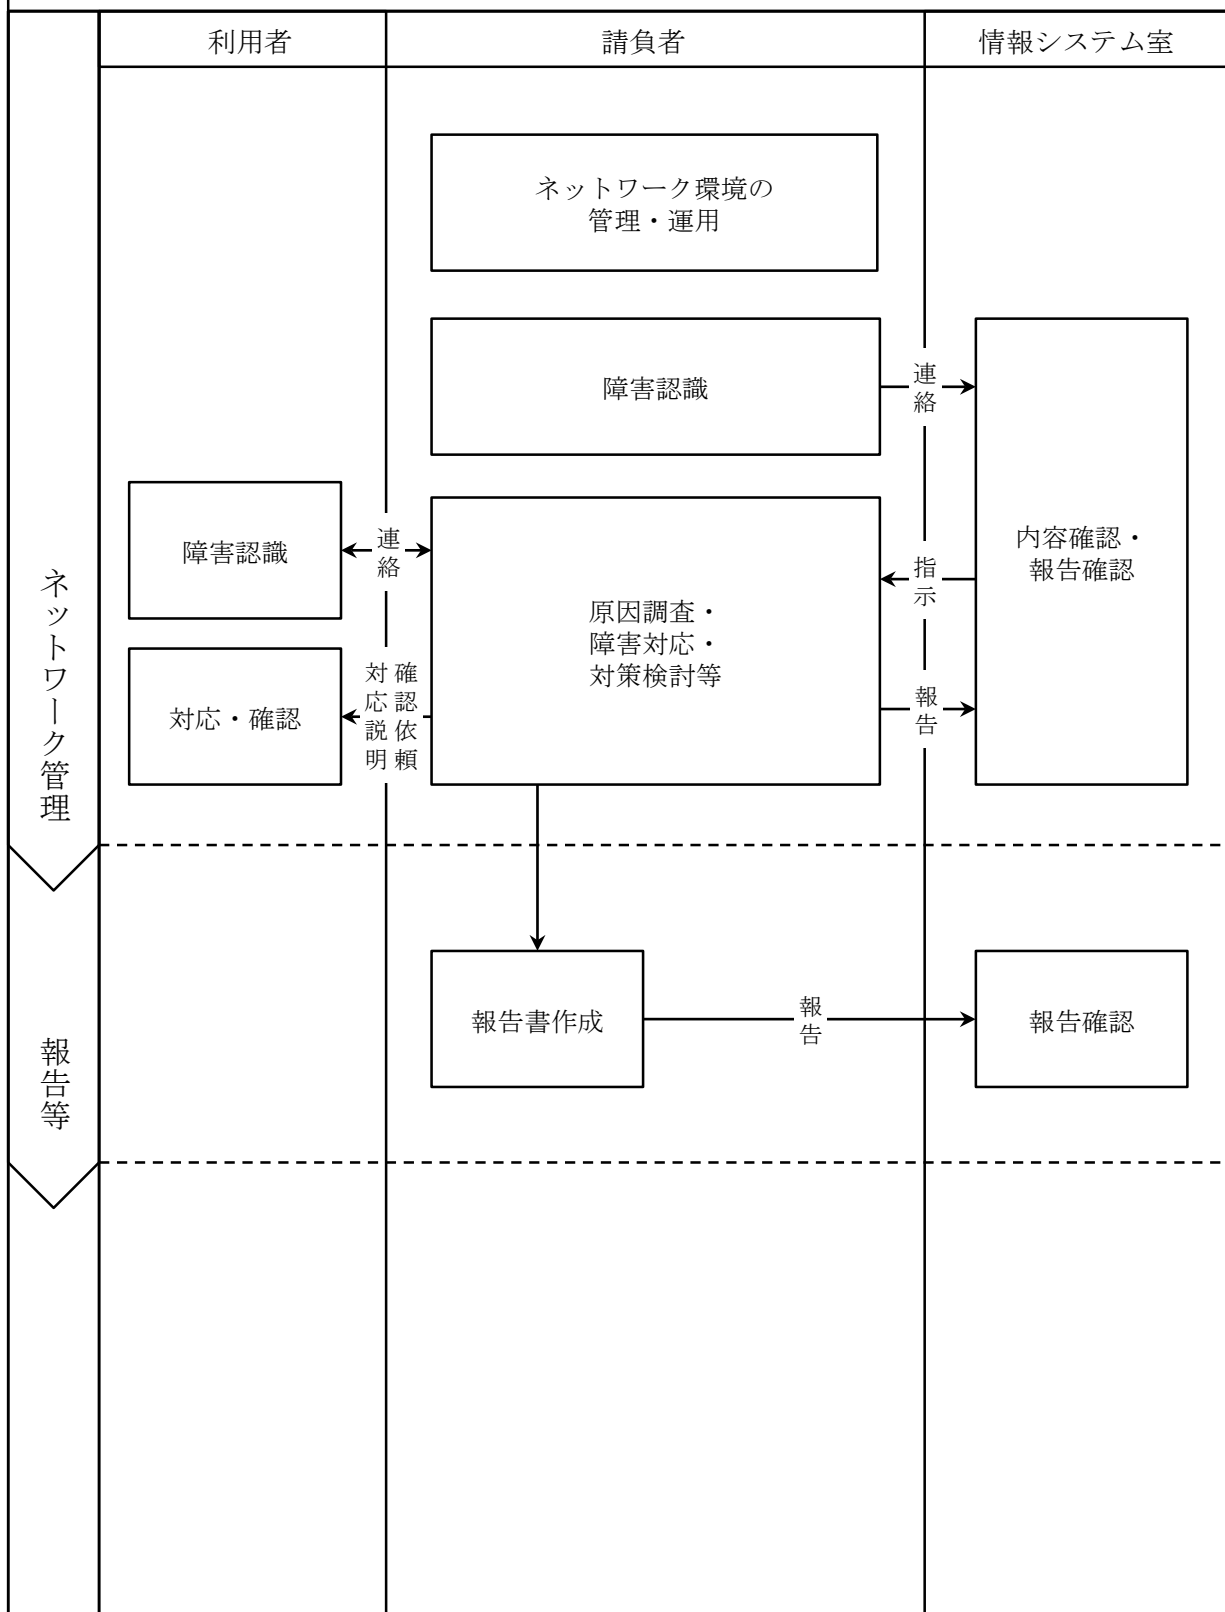 利用者
請負者
情報システム室
ネットワーク管理
ネットワーク環境の
管理・運用
障害認識
連絡
内容確認・
報告確認
障害認識
連絡
原因調査・
障害対応・
対策検討等
指示
報告
対応・確認
確認依頼
対応説明
報告等
報告書作成
報告
報告確認